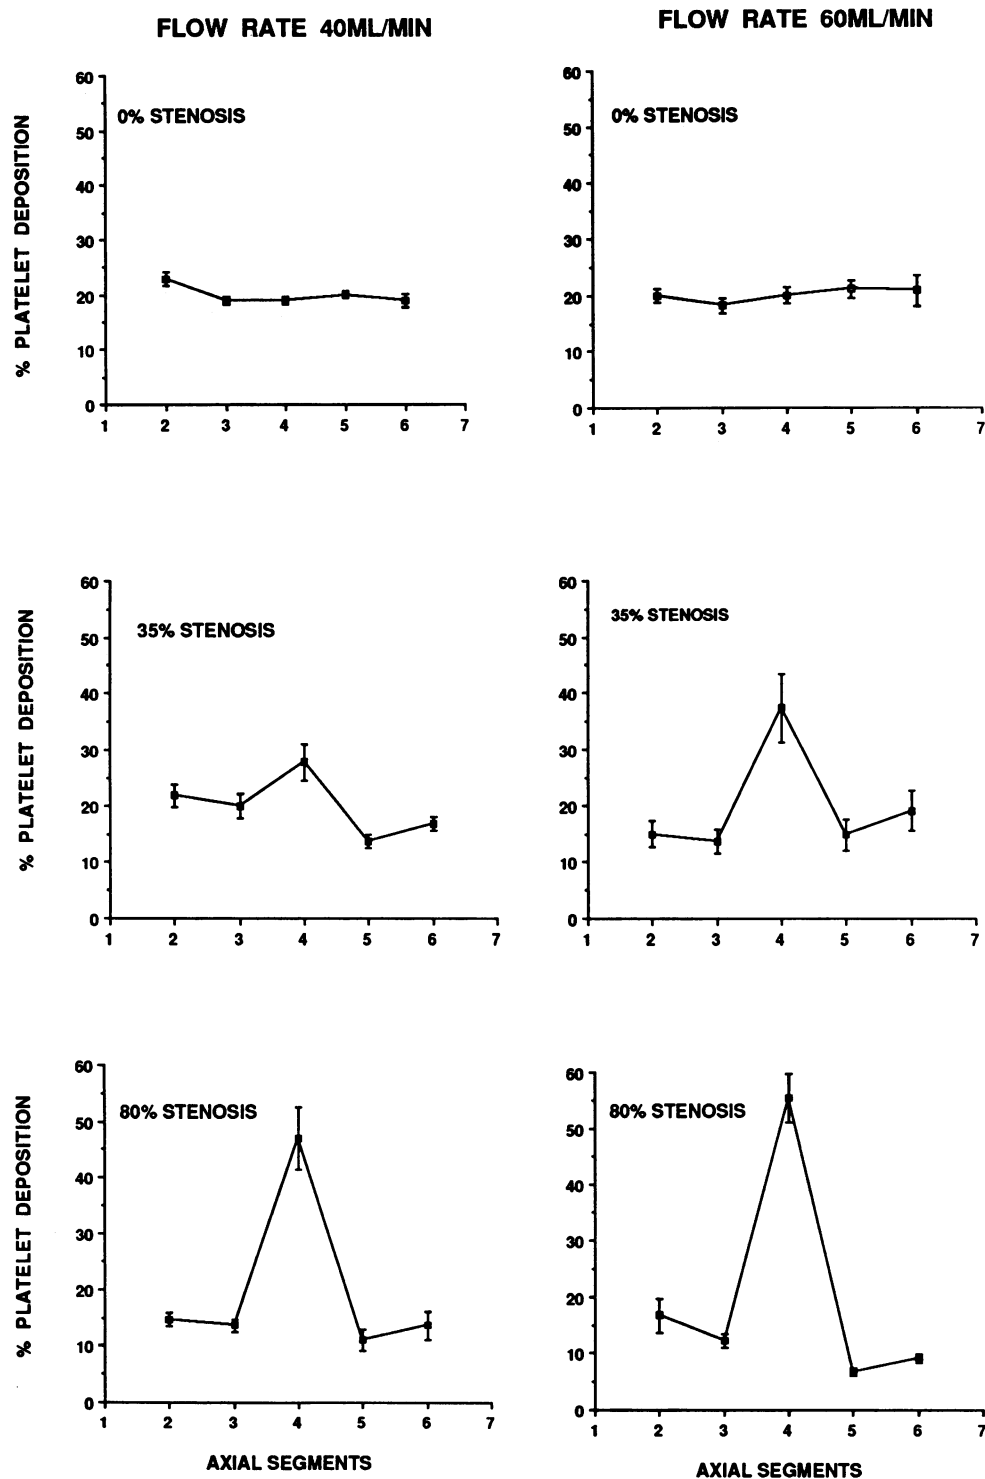 FLOW RATE 40ML/MIN
FLOW RATE 60ML/MIN
% PLATELET DEPOSITION
60
50
40
30
20
10
0
0% STENOSIS
1 2 3 4 5 6 7
60
50
40
30
20
10
0
0% STENOSIS
1 2 3 4 5 6 7
% PLATELET DEPOSITION
60
50
40
30
20
10
0
35% STENOSIS
1 2 3 4 5 6 7
60
50
40
30
20
10
0
35% STENOSIS
1 2 3 4 5 6 7
% PLATELET DEPOSITION
60
50
40
30
20
10
0
80% STENOSIS
1 2 3 4 5 6 7
AXIAL SEGMENTS
60
50
40
30
20
10
0
80% STENOSIS
1 2 3 4 5 6 7
AXIAL SEGMENTS